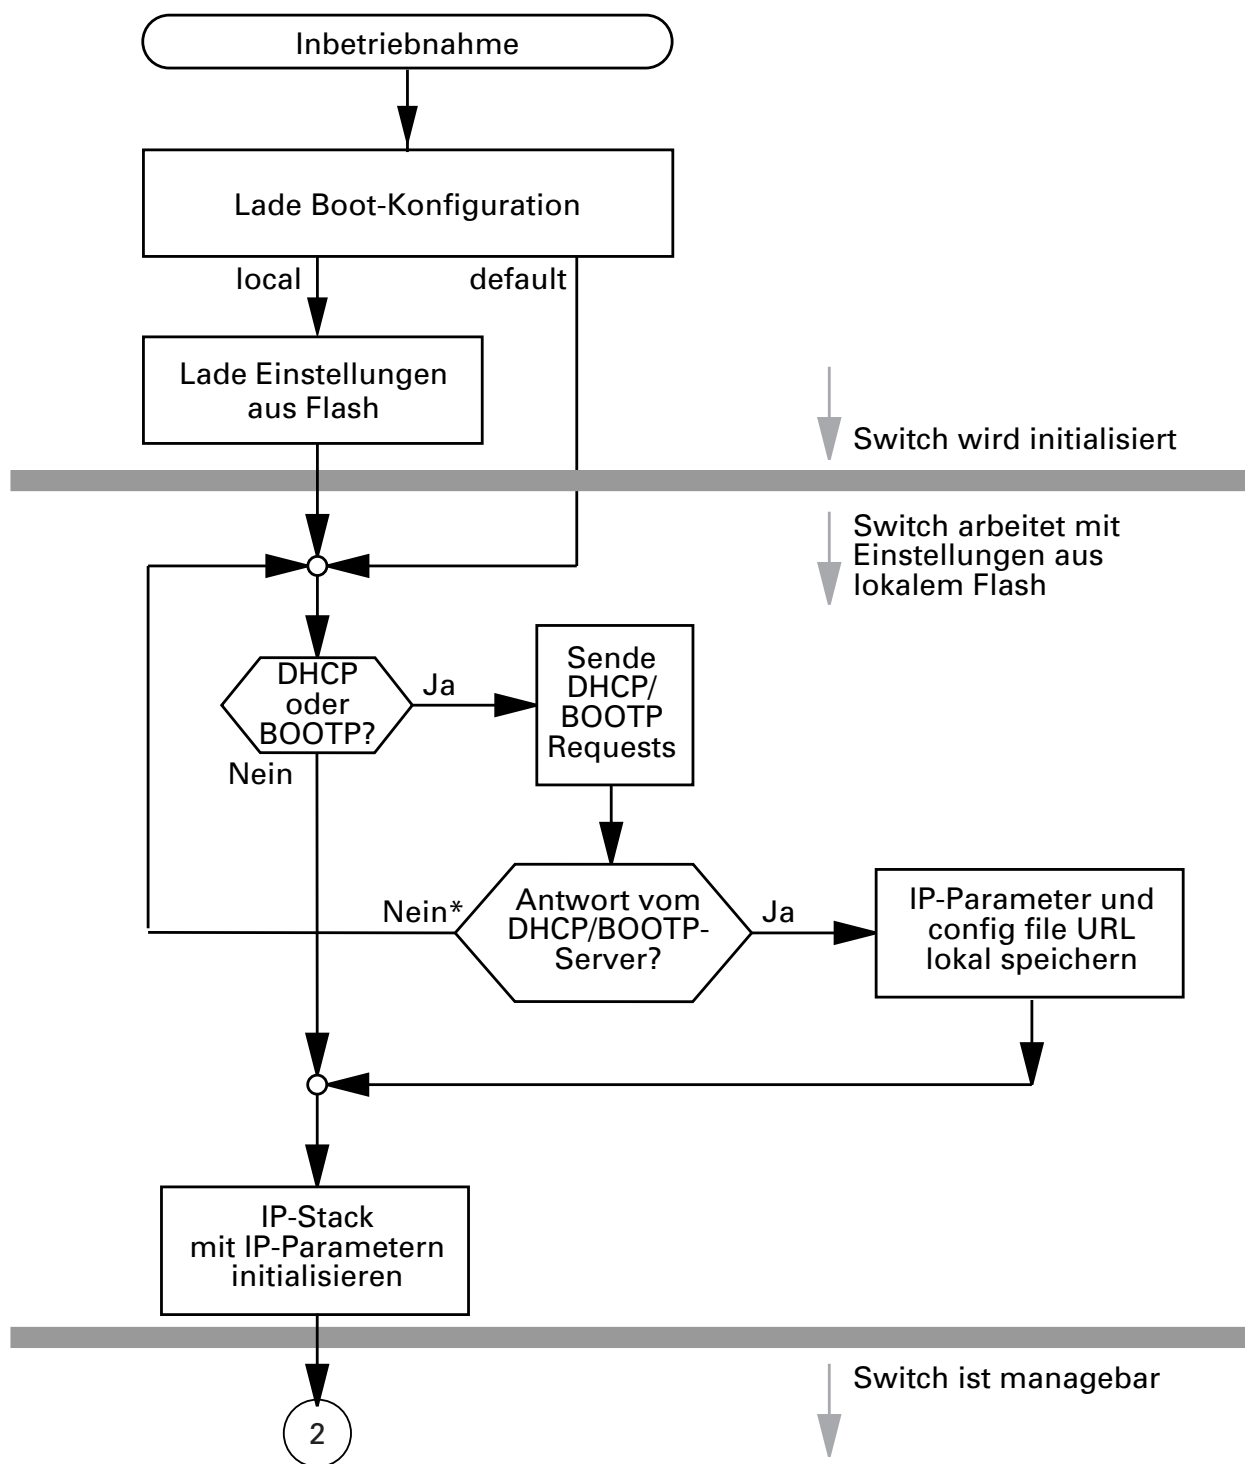 Inbetriebnahme
Lade Boot-Konfiguration
local
default
Lade Einstellungen
aus Flash
Switch wird initialisiert
Switch arbeitet mit
Einstellungen aus
lokalem Flash
DHCP
oder
BOOTP?
Ja
Nein
Sende
DHCP/
BOOTP
Requests
Nein*
Antwort vom
DHCP/BOOTP-
Server?
Ja
IP-Parameter und
config file URL
lokal speichern
IP-Stack
mit IP-Parametern
initialisieren
Switch ist managebar
2